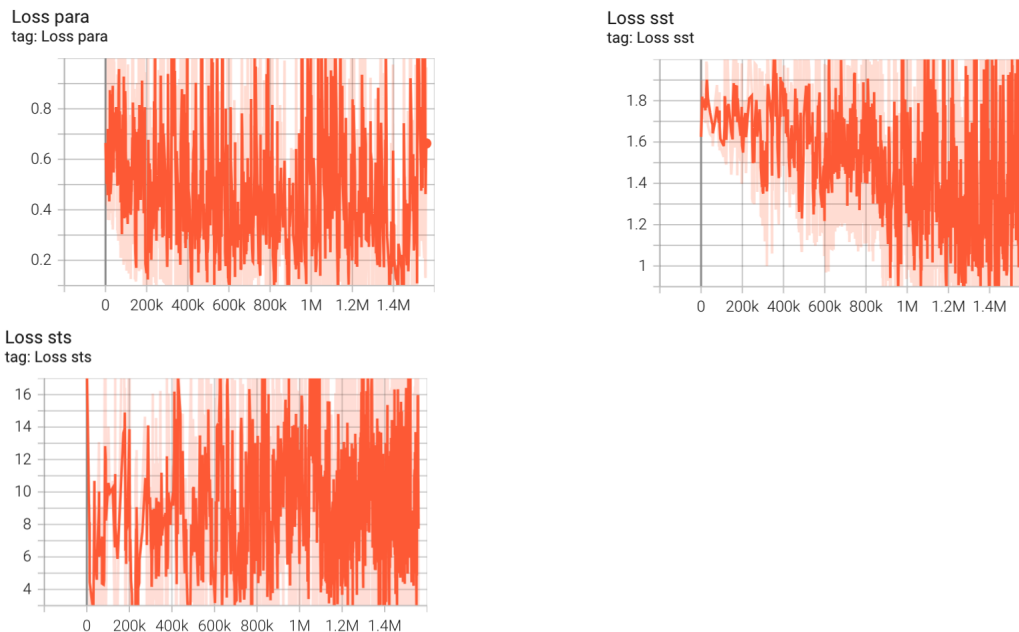 Loss para
tag: Loss para
0.8
0.6
0.4
0.2
0 200k 400k 600k 800k 1M 1.2M 1.4M
Loss sst
tag: Loss sst
1.8
1.6
1.4
1.2
1
0 200k 400k 600k 800k 1M 1.2M 1.4M
Loss sts
tag: Loss sts
16
14
12
10
8
6
4
0 200k 400k 600k 800k 1M 1.2M 1.4M